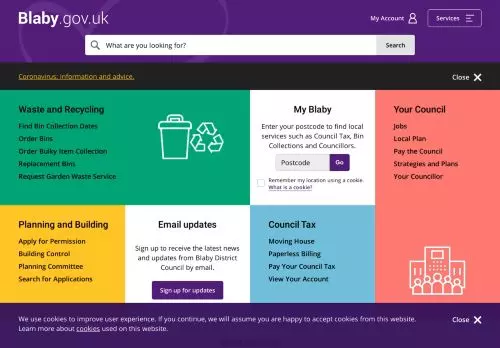 Blaby.gov.uk
My Account
Services
What are you looking for?
Search
Coronavirus; information and advice.
Close
Waste and Recycling
Find Bin Collection Dates
Order Bins
Order Bulky Item Collection
Replacement Bins
Request Garden Waste Service
My Blaby
Enter your postcode to find local
services such as Council Tax, Bin
Collections and Councillors.
Postcode
Go
Remember my location using a cookie.
What is a cookie?
Your Council
Jobs
Local Plan
Pay the Council
Strategies and Plans
Your Councillor
Planning and Building
Apply for Permission
Building Control
Planning Committee
Search for Applications
Email updates
Sign up to receive the latest news
and updates from Blaby District
Council by email.
Sign up for updates
Council Tax
Moving House
Paperless Billing
Pay Your Council Tax
View Your Account
We use cookies to improve user experience. If you continue, we will assume you are happy to accept cookies from this website.
Learn more about cookies used on this website.
Close